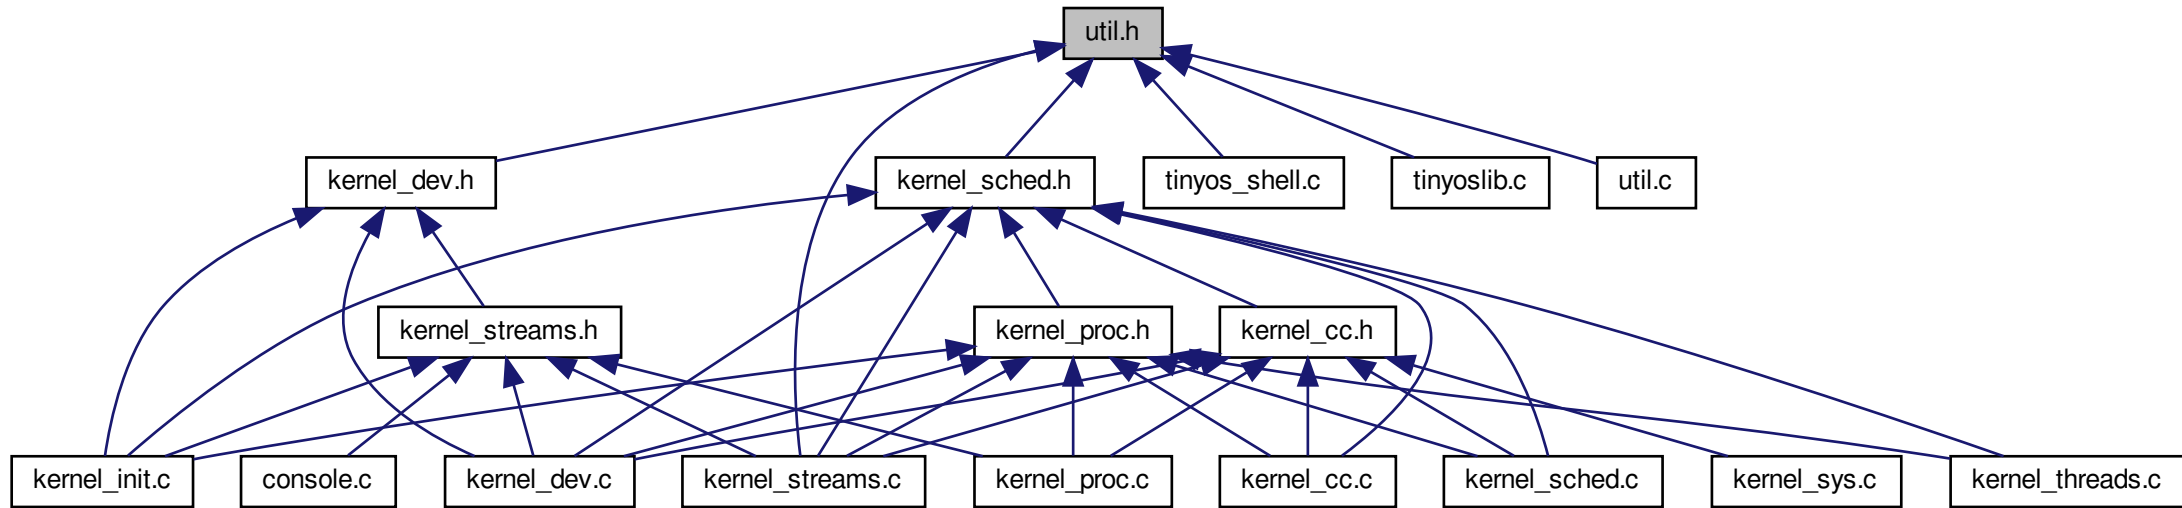 util.h
kernel_dev.h
kernel_sched.h
tinyos_shell.c
tinyoslib.c
util.c
kernel_streams.h
kernel_proc.h
kernel_cc.h
kernel_init.c
console.c
kernel_dev.c
kernel_streams.c
kernel_proc.c
kernel_cc.c
kernel_sched.c
kernel_sys.c
kernel_threads.c